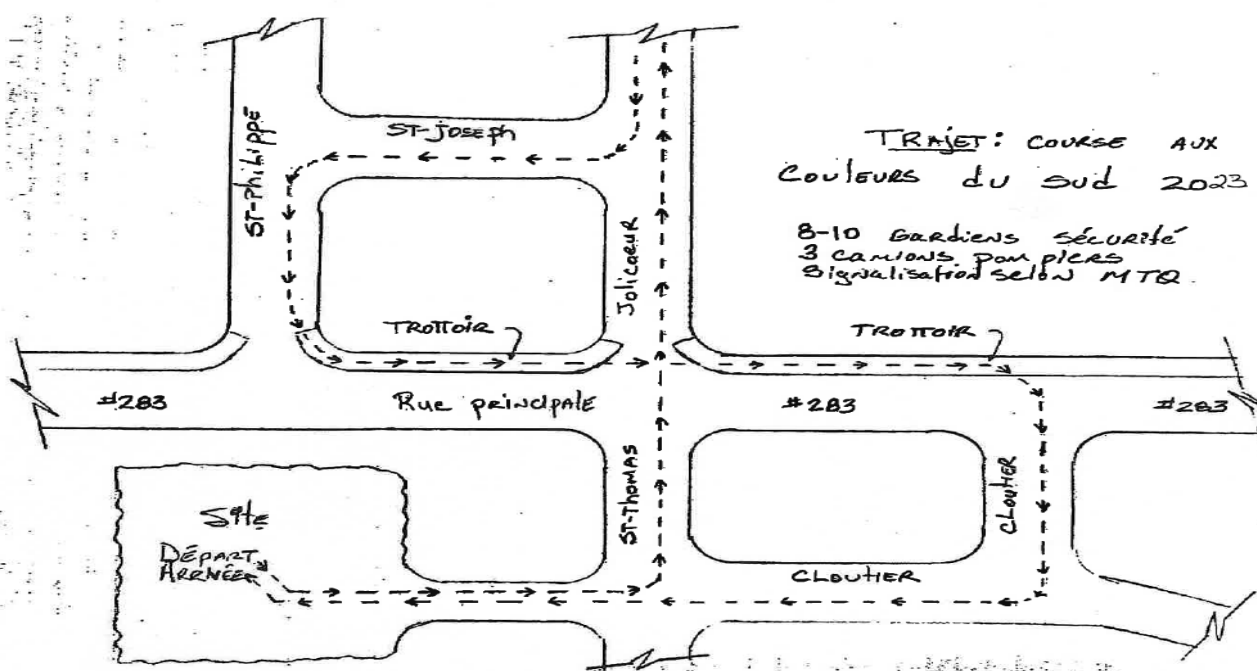 TRAJET: COURSE AUX
COULEURS du SUD 2023
8-10 GARDIENS SÉCURITÉ
3 CAMIONS POMPIERS
Signalisation selon MTQ.
ST-PHILIPPE
ST-JOSEPH
JOLICOEUR
TROTTOIR
TROTTOIR
#283
Rue principale
#283
#283
ST-THOMAS
CLOUTIER
CLOUTIER
Site
DÉPART
ARRIVÉE